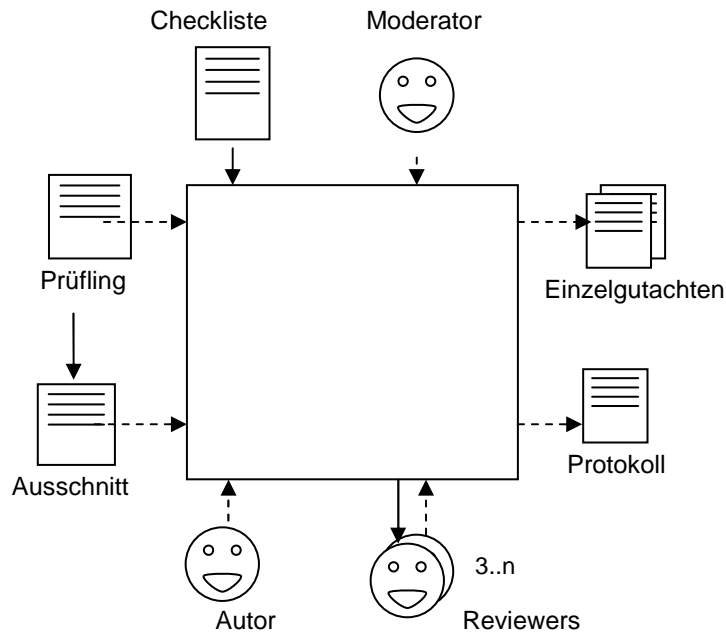 Checkliste
Moderator
Prüfling
Einzelgutachten
Ausschnitt
Protokoll
3..n
Autor
Reviewers